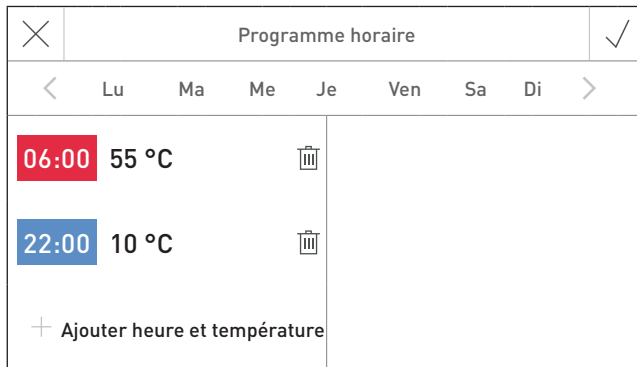 Programme horaire
Lu Ma Me Je Ven Sa Di
06:00 55 °C
22:00 10 °C
Ajouter heure et température